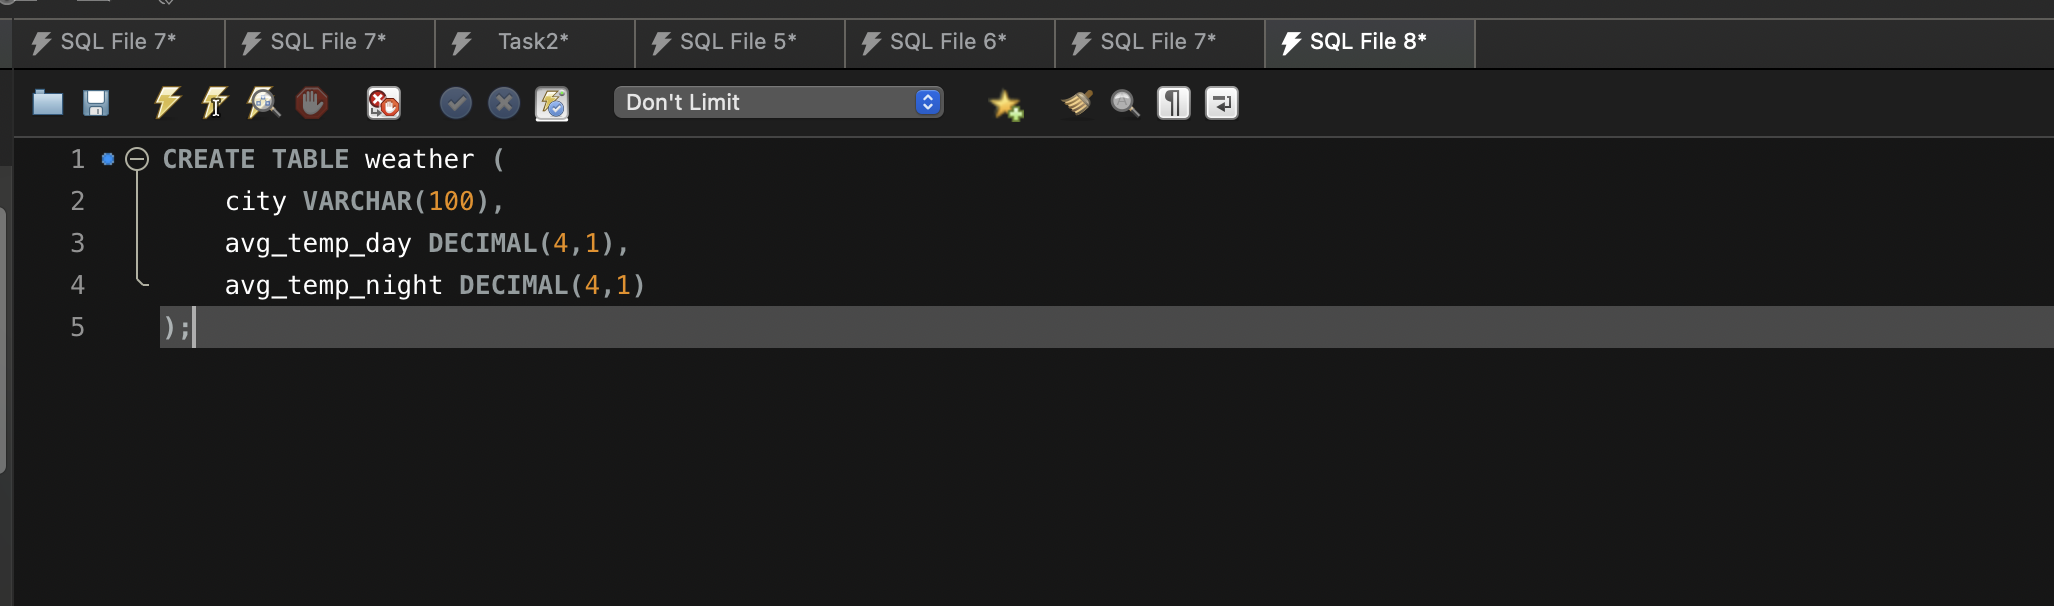 SQL File 7* SQL File 7* Task2* SQL File 5* SQL File 6* SQL File 7* SQL File 8*
Don't Limit
1 CREATE TABLE weather (
2 city VARCHAR(100),
3 avg_temp_day DECIMAL(4,1),
4 avg_temp_night DECIMAL(4,1)
5 );